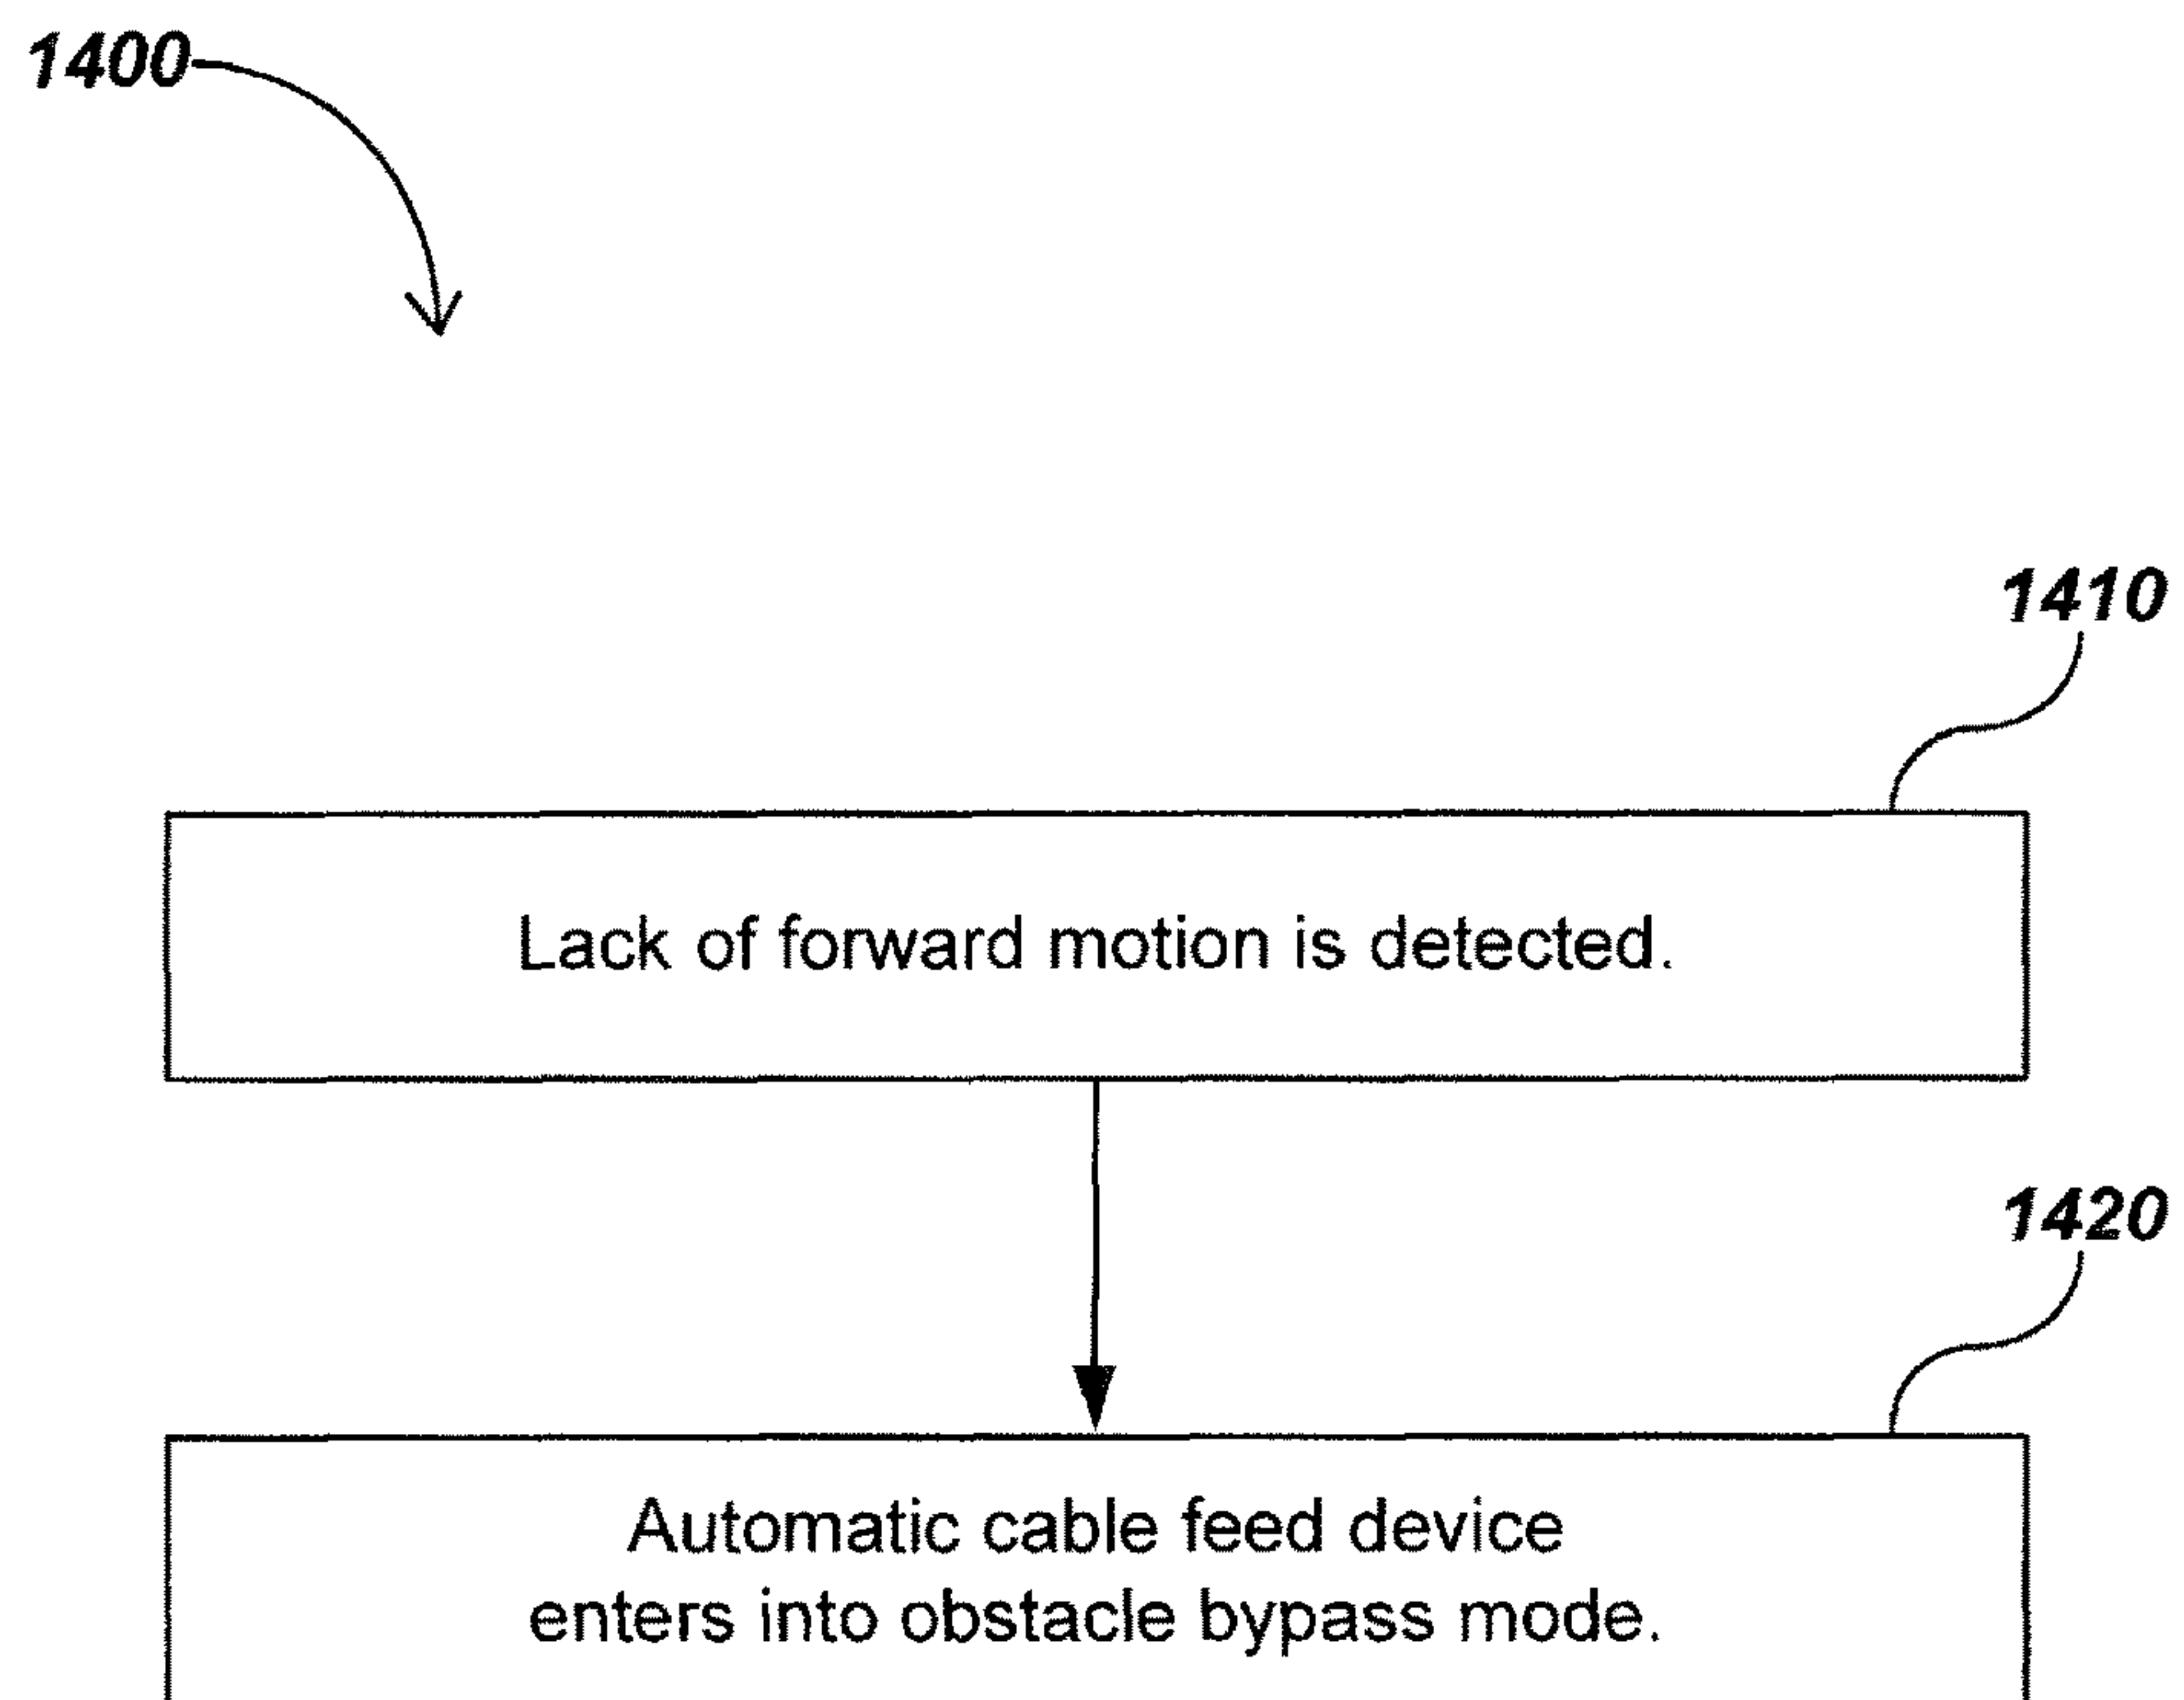 1400
1410
Lack of forward motion is detected.
1420
Automatic cable feed device
enters into obstacle bypass mode.